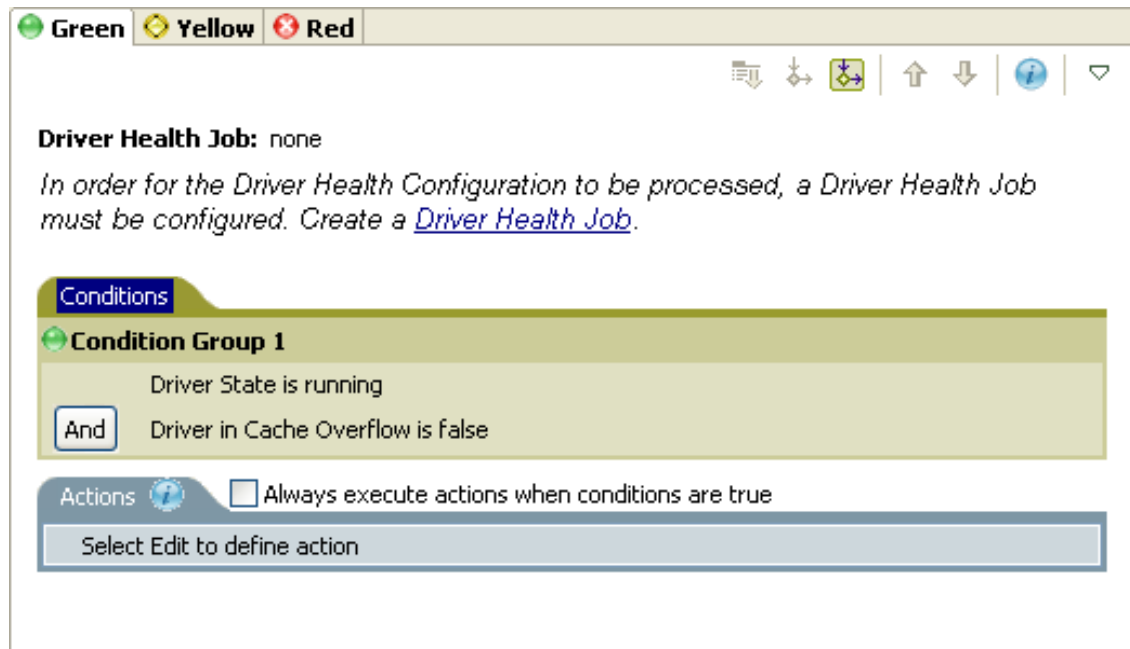 Green Yellow Red
Driver Health Job: none
In order for the Driver Health Configuration to be processed, a Driver Health Job
must be configured. Create a Driver Health Job.
Conditions
Condition Group 1
Driver State is running
And Driver in Cache Overflow is false
Actions Always execute actions when conditions are true
Select Edit to define action